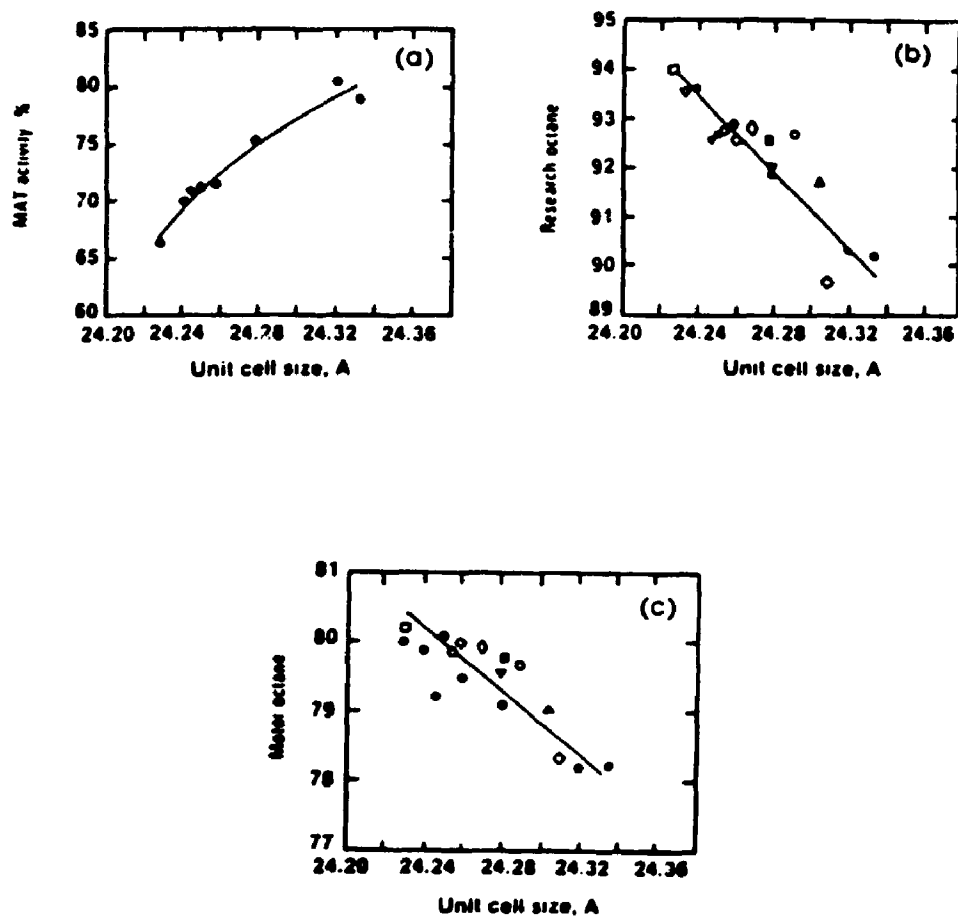 85
80
75
70
65
60
MAT activity %
(a)
24.20 24.24 24.28 24.33 24.36
Unit cell size, A
95
94
93
92
91
90
89
Research octane
(b)
24.20 24.24 24.28 24.32 24.36
Unit cell size, A
81
80
79
78
77
Motor octane
(c)
24.20 24.24 24.28 24.32 24.36
Unit cell size, A